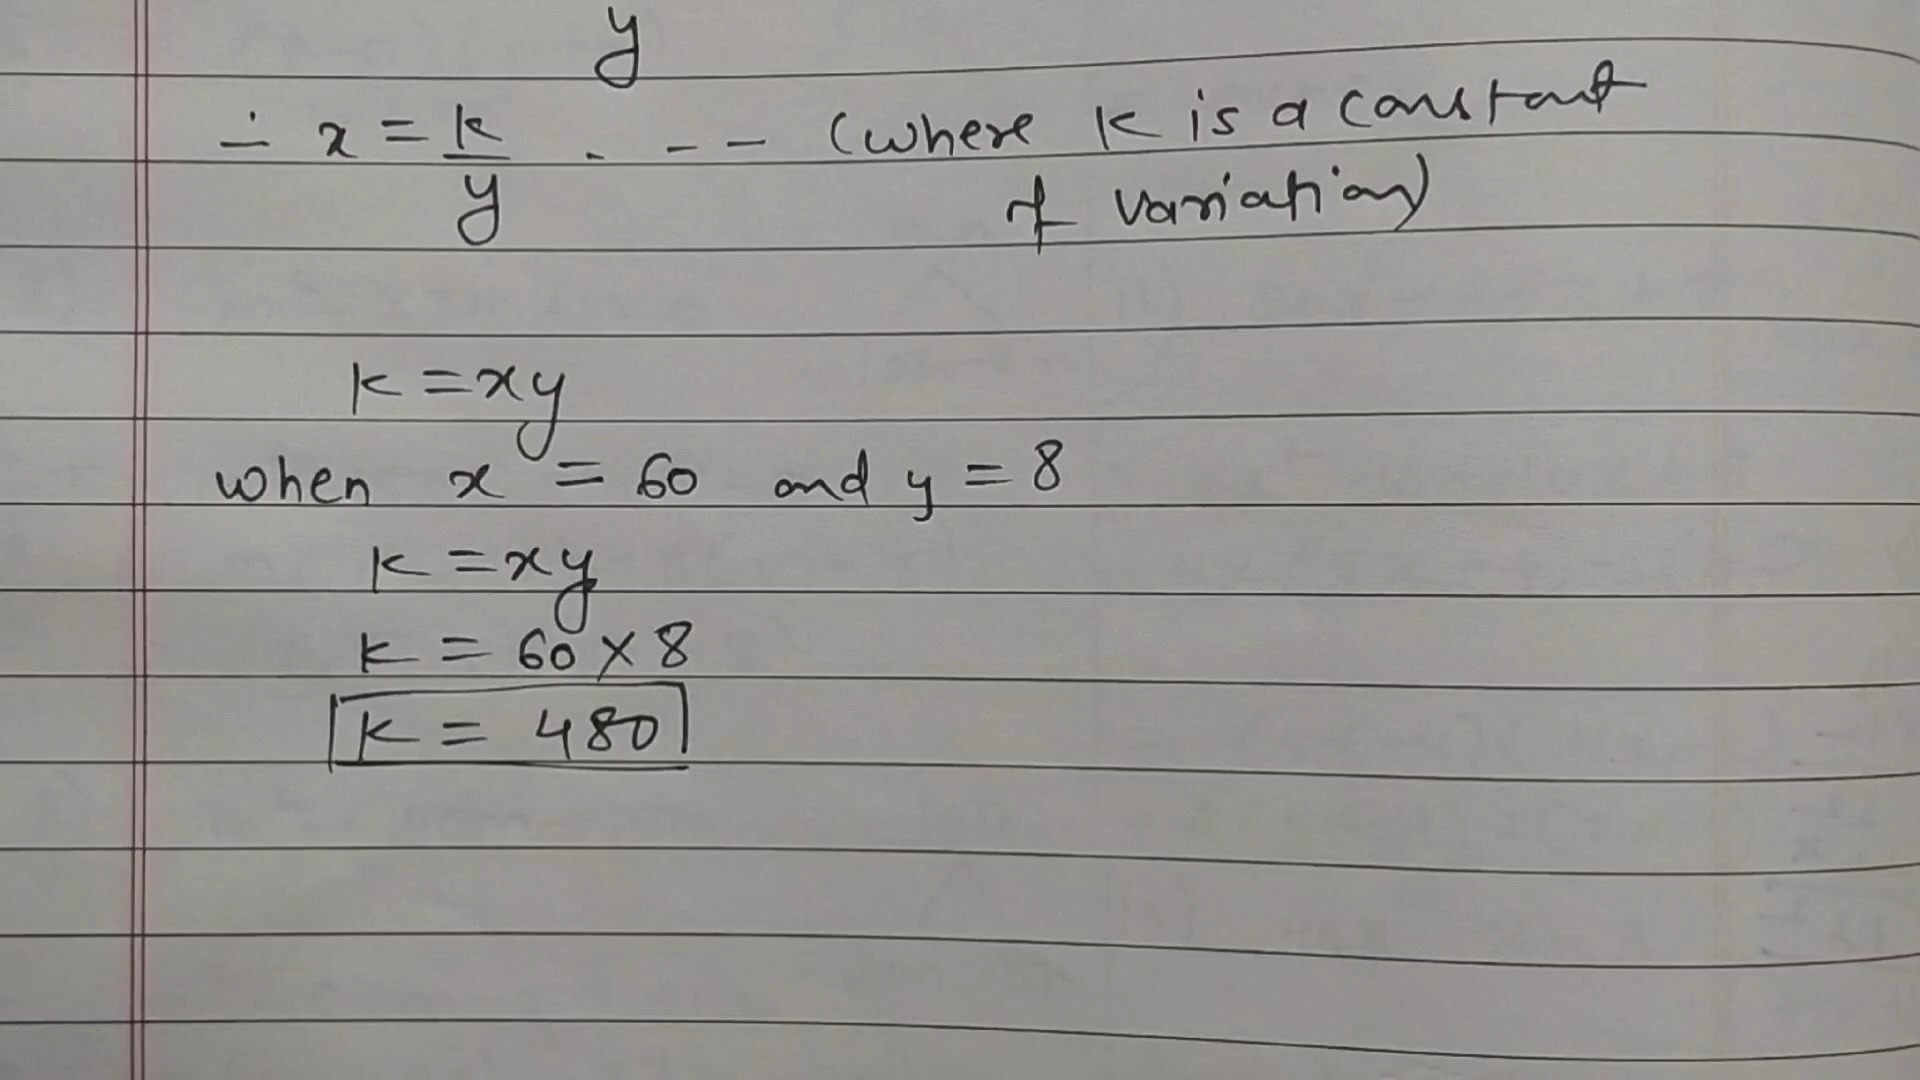 y
∴ x = k/y . - - (where k is a constant
of variation)
k = xy
when x = 60 and y = 8
k = xy
k = 60 × 8
k = 480